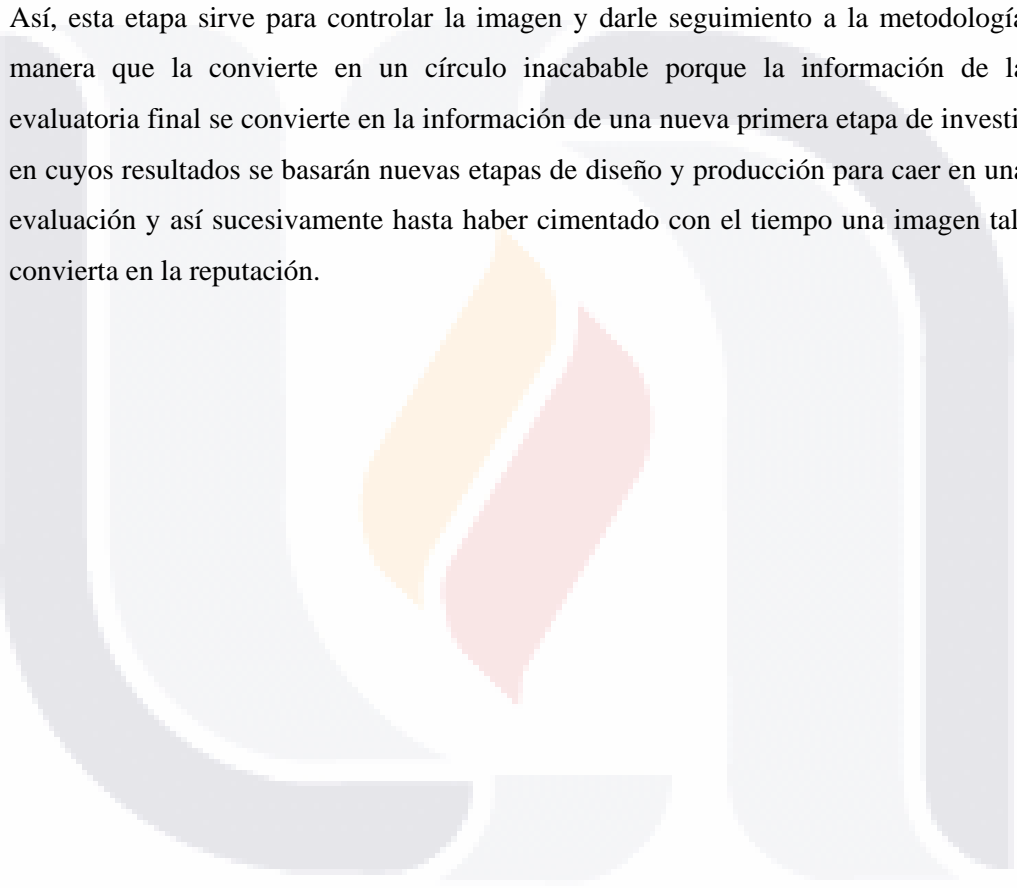 Así, esta etapa sirve para controlar la imagen y darle seguimiento a la metodología
manera que la convierte en un círculo inacabable porque la información de la
evaluatoria final se convierte en la información de una nueva primera etapa de investi
en cuyos resultados se basarán nuevas etapas de diseño y producción para caer en una
evaluación y así sucesivamente hasta haber cimentado con el tiempo una imagen tal
convierta en la reputación.